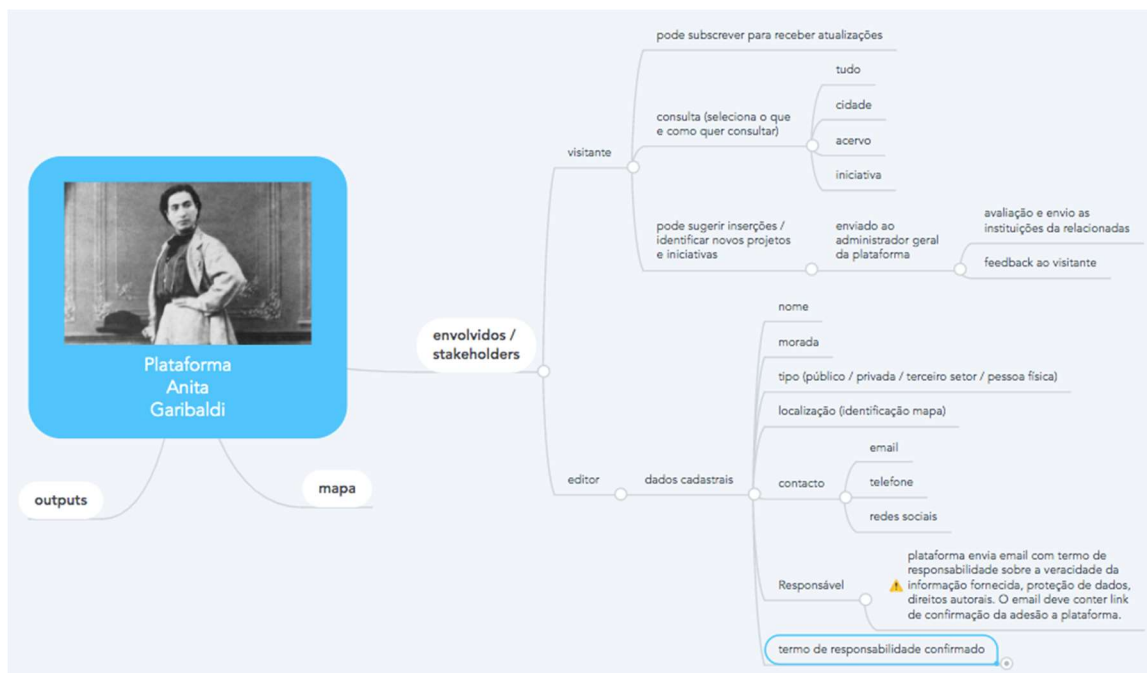 Plataforma
Anita
Garibaldi
outputs
mapa
envolvidos /
stakeholders
visitante
pode subscrever para receber atualizações
consulta (seleciona o que
e como quer consultar)
tudo
cidade
acervo
iniciativa
pode sugerir inserções /
identificar novos projetos
e iniciativas
enviado ao
administrador geral
da plataforma
avaliação e envio as
instituições da relacionadas
feedback ao visitante
editor
dados cadastrais
nome
morada
tipo (público / privada / terceiro setor / pessoa física)
localização (identificação mapa)
contacto
email
telefone
redes sociais
Responsável
plataforma envia email com termo de
responsabilidade sobre a veracidade da
informação fornecida, proteção de dados,
direitos autorais. O email deve conter link
de confirmação da adesão a plataforma.
termo de responsabilidade confirmado